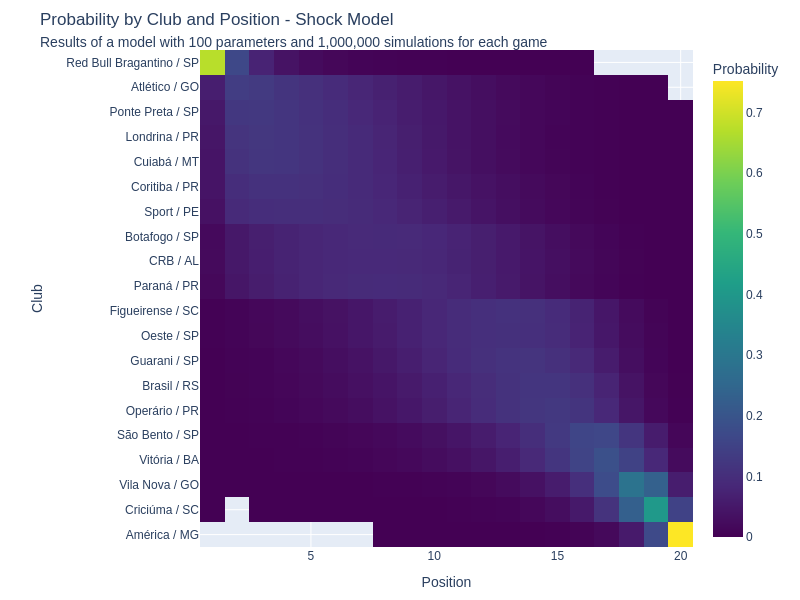 Probability by Club and Position - Shock Model
Results of a model with 100 parameters and 1,000,000 simulations for each game
Red Bull Bragantino / SP
Atlético / GO
Ponte Preta / SP
Londrina / PR
Cuiabá / MT
Coritiba / PR
Sport / PE
Botafogo / SP
CRB / AL
Paraná / PR
Figueirense / SC
Oeste / SP
Guarani / SP
Brasil / RS
Operário / PR
São Bento / SP
Vitória / BA
Vila Nova / GO
Criciúma / SC
América / MG
Club
5
10
15
20
Position
Probability
0.7
0.6
0.5
0.4
0.3
0.2
0.1
0